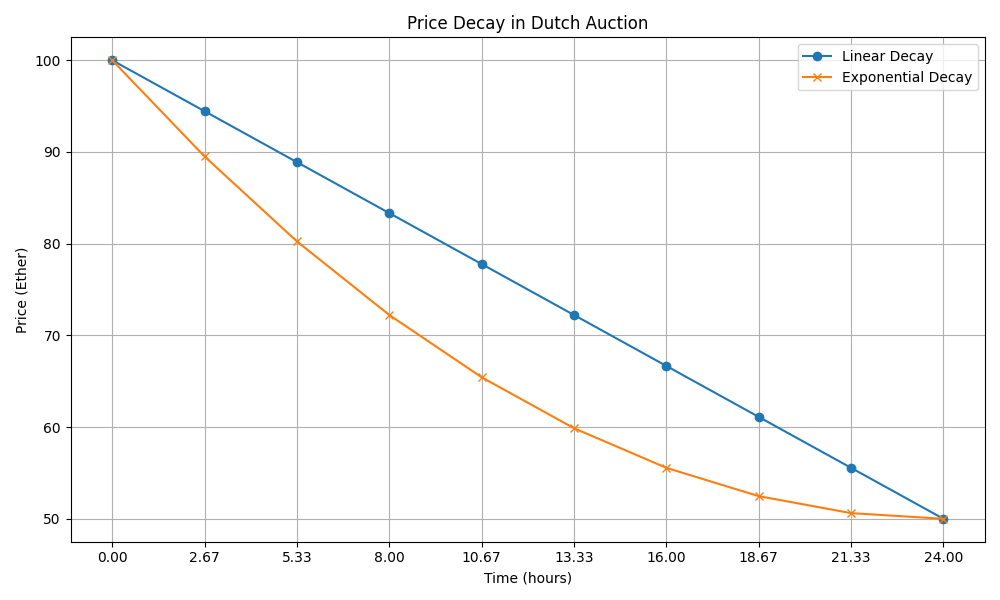 Price Decay in Dutch Auction
Linear Decay
Exponential Decay
Price (Ether)
100
90
80
70
60
50
0.00 2.67 5.33 8.00 10.67 13.33 16.00 18.67 21.33 24.00
Time (hours)